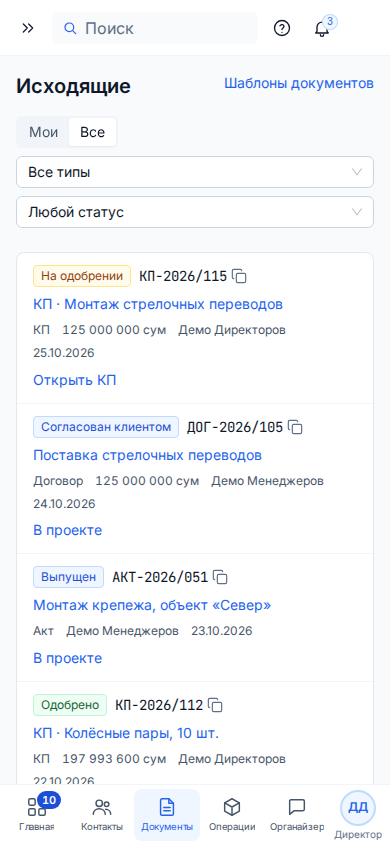 Поиск
3
Исходящие
Шаблоны документов
Мои Все
Все типы
Любой статус
На одобрении КП-2026/115
КП · Монтаж стрелочных переводов
КП 125 000 000 сум Демо Директоров
25.10.2026
Открыть КП
Согласован клиентом ДОГ-2026/105
Поставка стрелочных переводов
Договор 125 000 000 сум Демо Менеджеров
24.10.2026
В проекте
Выпущен АКТ-2026/051
Монтаж крепежа, объект «Север»
Акт Демо Менеджеров 23.10.2026
В проекте
Одобрено КП-2026/112
КП · Колёсные пары, 10 шт.
КП 197 993 600 сум Демо Директоров
22.10.2026
10
ДД
Главная Контакты Документы Операции Органайзер Директор